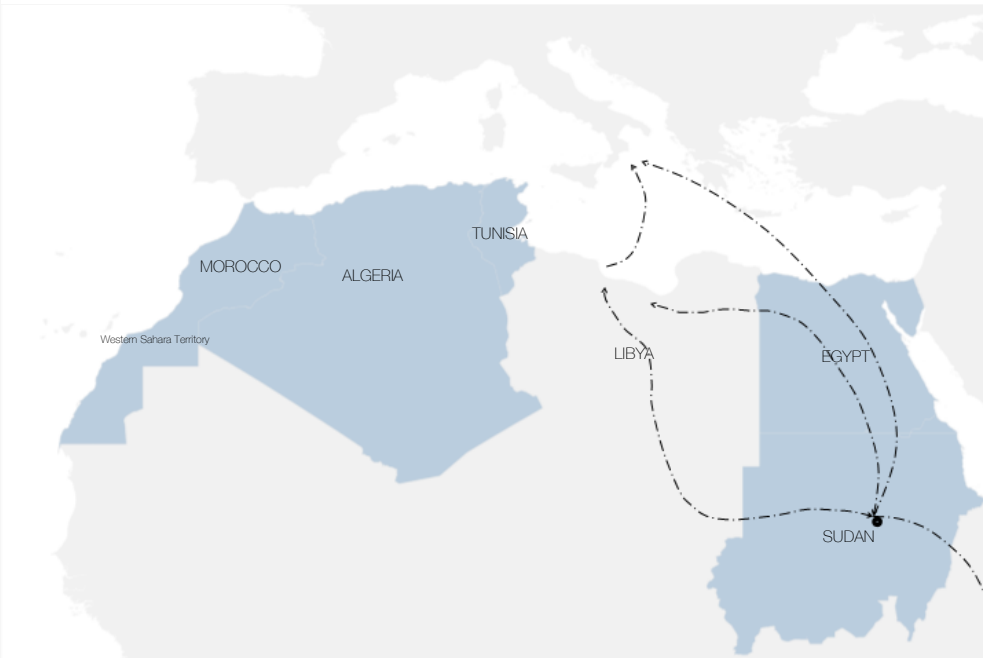 TUNISIA
MOROCCO
ALGERIA
Western Sahara Territory
LIBYA
EGYPT
SUDAN